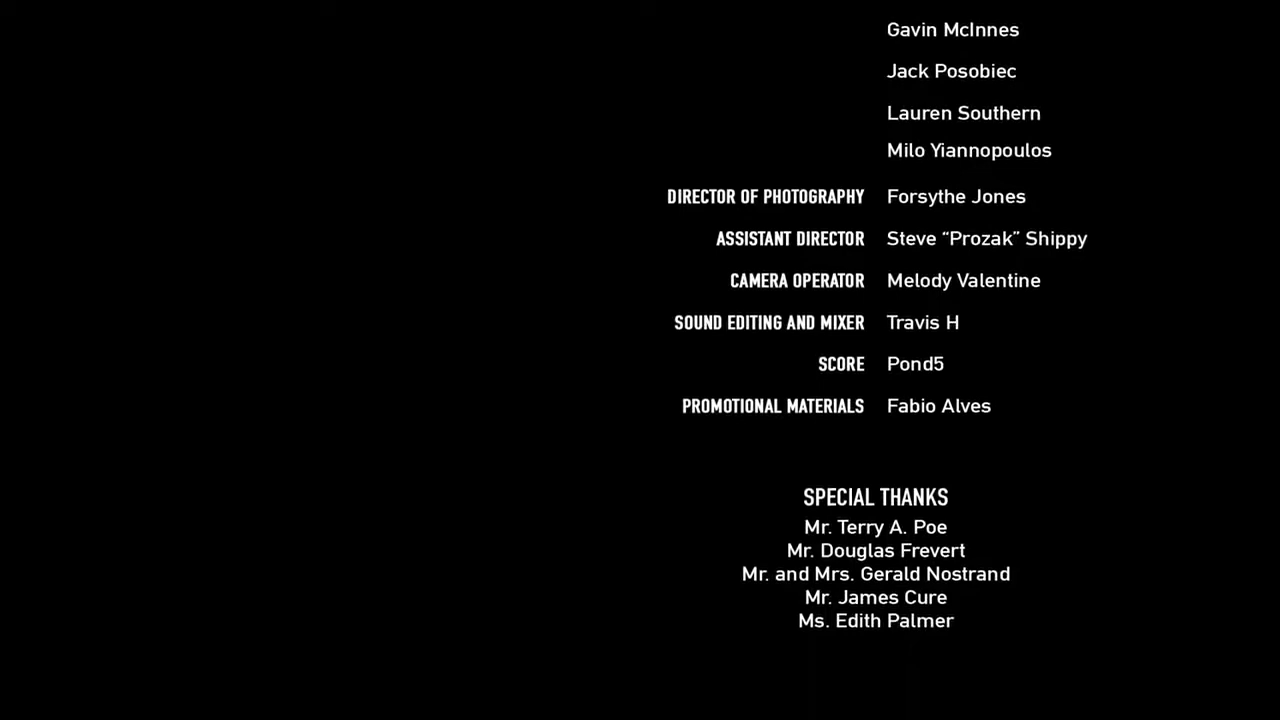 Gavin McInnes
Jack Posobiec
Lauren Southern
Milo Yiannopoulos
DIRECTOR OF PHOTOGRAPHY Forsythe Jones
ASSISTANT DIRECTOR Steve “Prozak” Shippy
CAMERA OPERATOR Melody Valentine
SOUND EDITING AND MIXER Travis H
SCORE Pond5
PROMOTIONAL MATERIALS Fabio Alves
SPECIAL THANKS
Mr. Terry A. Poe
Mr. Douglas Frevert
Mr. and Mrs. Gerald Nostrand
Mr. James Cure
Ms. Edith Palmer